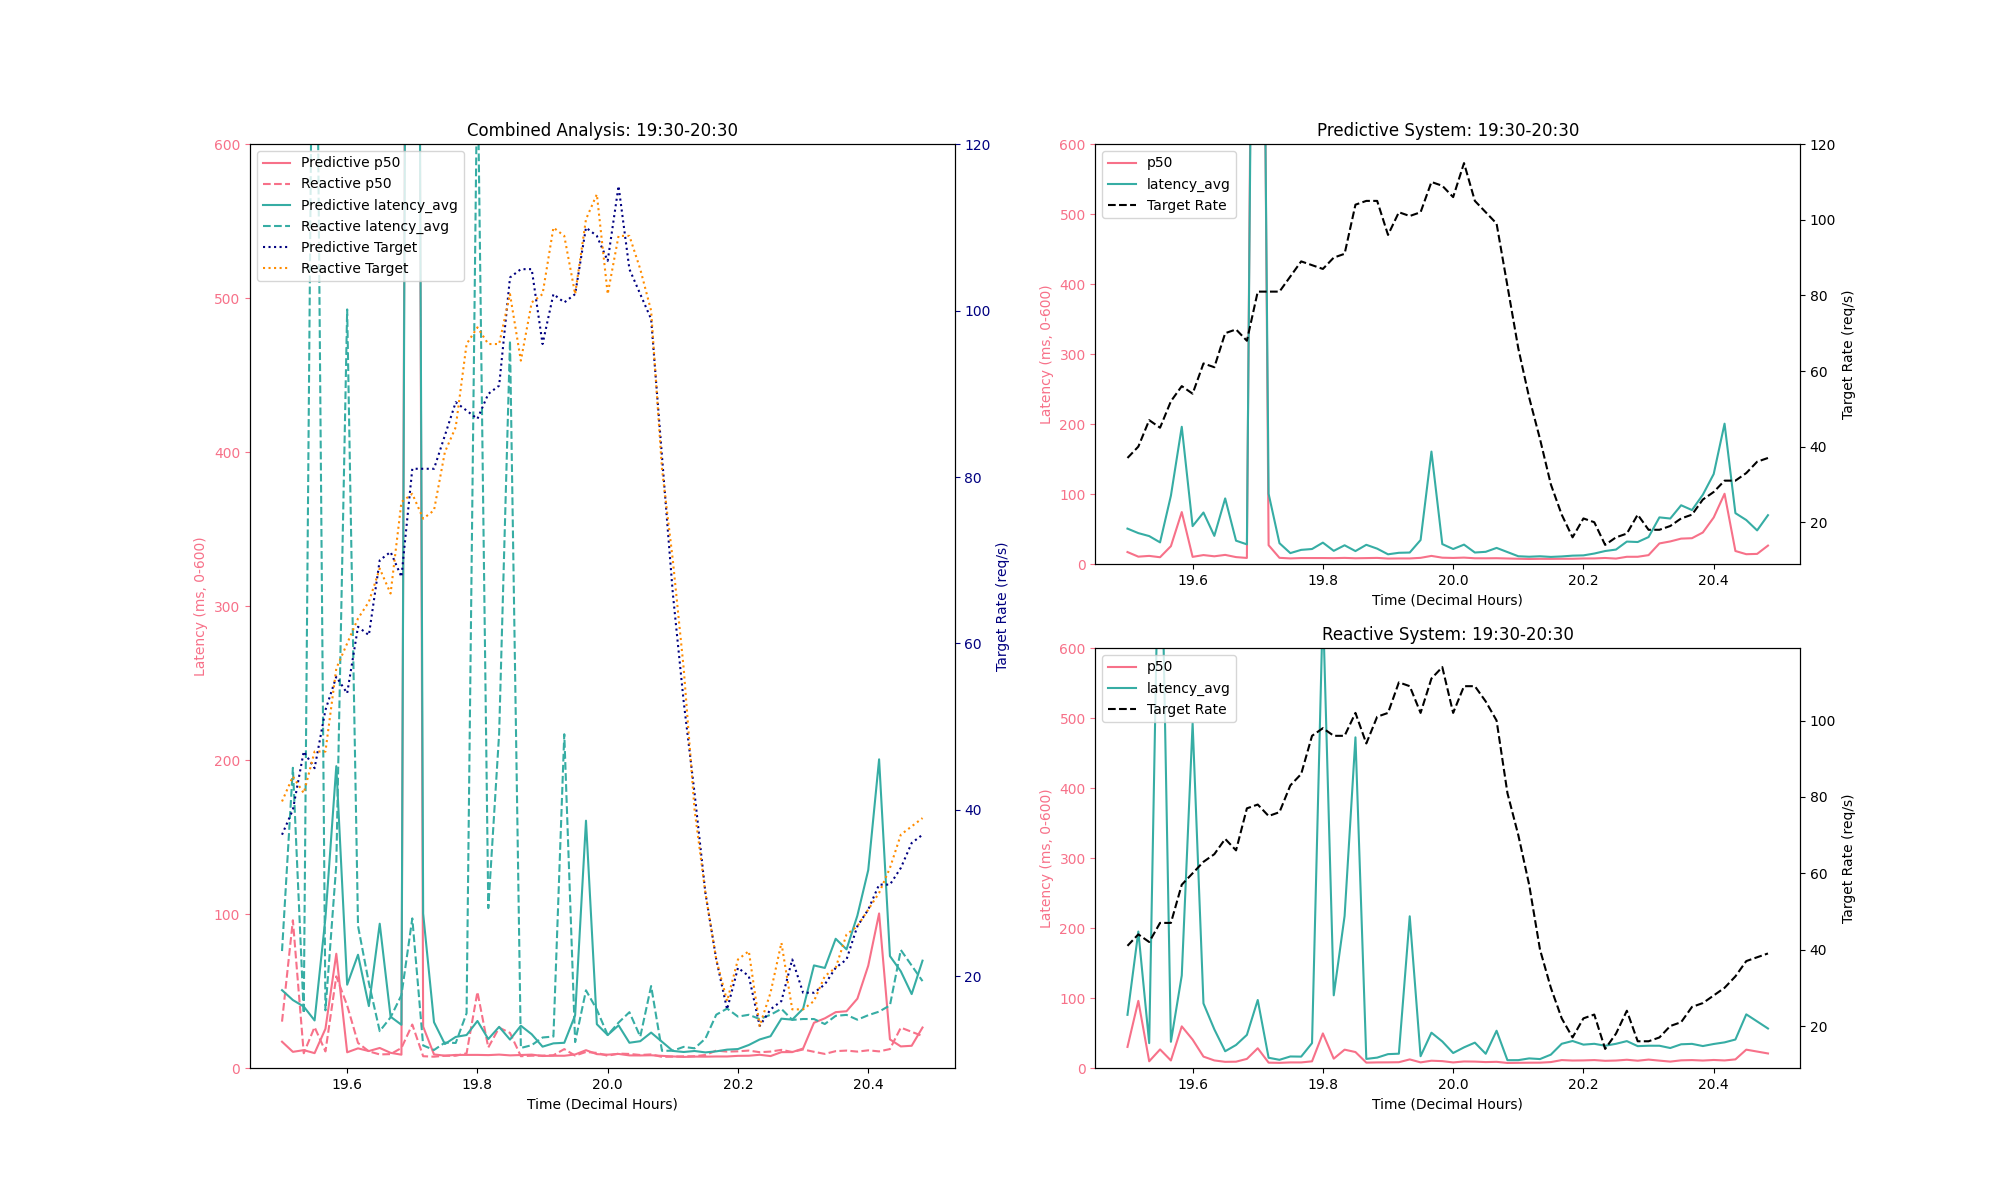 Combined Analysis: 19:30-20:30
600
500
400
300
200
100
0
Latency (ms, 0-600)
Predictive p50
Reactive p50
Predictive latency_avg
Reactive latency_avg
Predictive Target
Reactive Target
120
100
80
60
40
20
Target Rate (req/s)
19.6 19.8 20.0 20.2 20.4
Time (Decimal Hours)
Predictive System: 19:30-20:30
600
500
400
300
200
100
0
Latency (ms, 0-600)
p50
latency_avg
Target Rate
120
100
80
60
40
20
Target Rate (req/s)
19.6 19.8 20.0 20.2 20.4
Time (Decimal Hours)
Reactive System: 19:30-20:30
600
500
400
300
200
100
0
Latency (ms, 0-600)
p50
latency_avg
Target Rate
100
80
60
40
20
Target Rate (req/s)
19.6 19.8 20.0 20.2 20.4
Time (Decimal Hours)